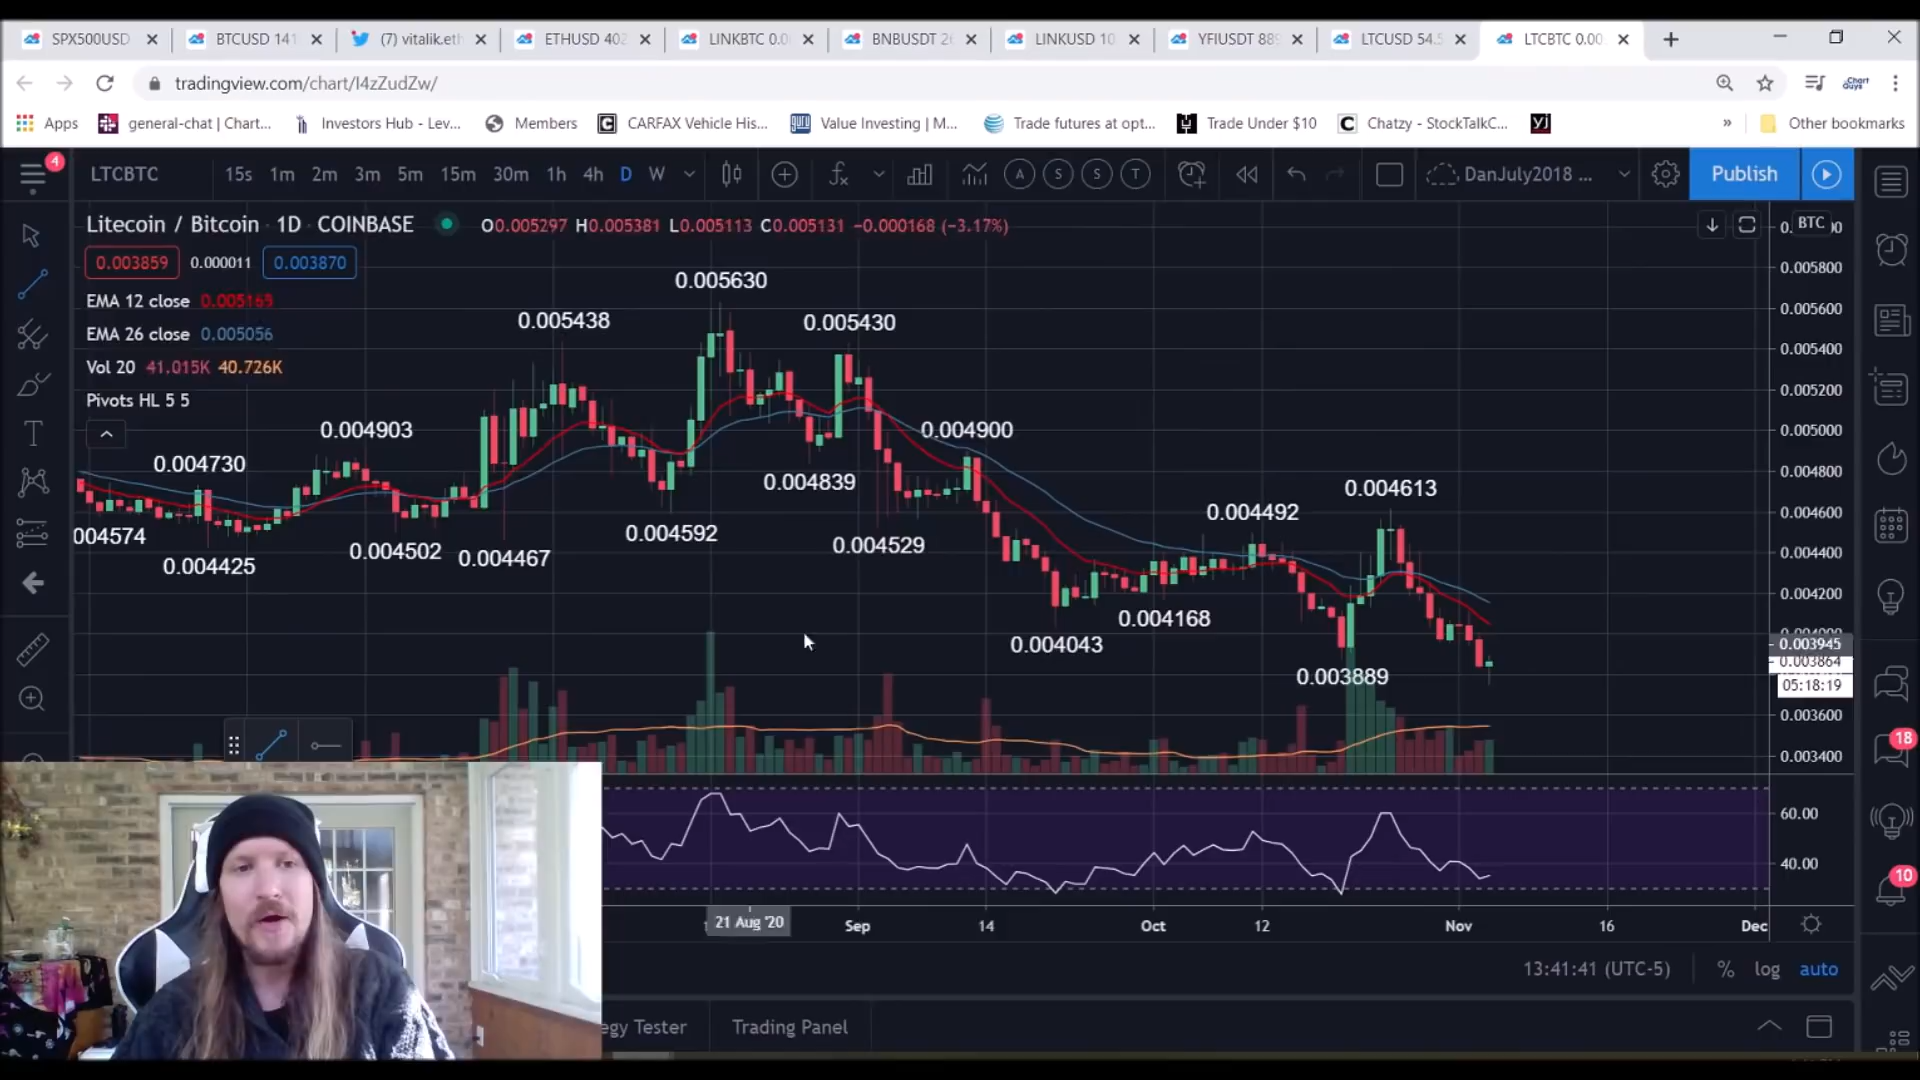 SPX500USD
BTCUSD 141
(7) vitalik.eth
ETHUSD 402
LINKBTC 0.0
BNBUSDT 26
LINKUSD 10
YFIUSDT 889
LTCUSD 54.5
LTCBTC 0.00
tradingview.com/chart/I4zZudZw/
Apps
general-chat | Chart...
Investors Hub - Lev...
Members
CARFAX Vehicle His...
guru
Value Investing | M...
Trade futures at opt...
Trade Under $10
Chatzy - StockTalkC...
»
Other bookmarks
4
LTCBTC
15s 1m 2m 3m 5m 15m 30m 1h 4h D W
A S S T
DanJuly2018 ...
Publish
Litecoin / Bitcoin · 1D · COINBASE
O0.005297 H0.005381 L0.005113 C0.005131 −0.000168 (−3.17%)
BTC
0.003859 0.000011 0.003870
EMA 12 close 0.005165
EMA 26 close 0.005056
Vol 20 41.015K 40.726K
Pivots HL 5 5
0.005630
0.005438
0.005430
0.004903
0.004900
0.004730
0.004839
0.004613
0.004492
004574
0.004425
0.004502
0.004467
0.004592
0.004529
0.004168
0.004043
0.003889
0.005800
0.005600
0.005400
0.005200
0.005000
0.004800
0.004600
0.004400
0.004200
0.003945
0.003864
05:18:19
0.003600
0.003400
60.00
40.00
18
10
21 Aug '20
Sep
14
Oct
12
Nov
16
Dec
13:41:41 (UTC-5)
% log auto
egy Tester
Trading Panel